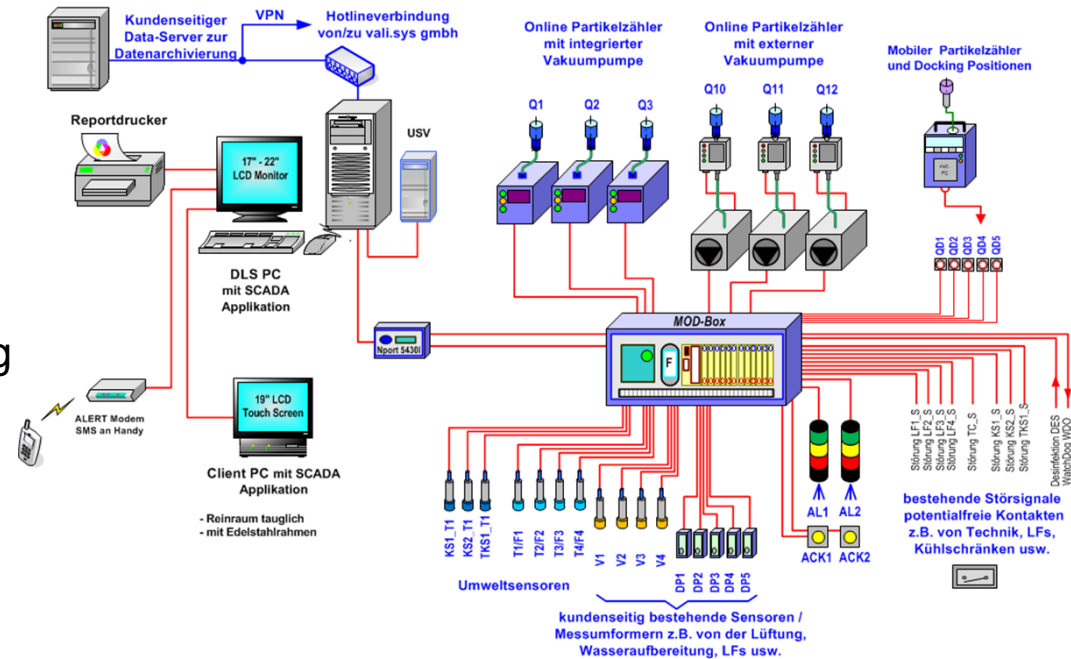 Kundenseitiger
Data-Server zur
Datenarchivierung
VPN
Hotlineverbindung
von/zu vali.sys gmbh
Online Partikelzähler
mit integrierter
Vakuumpumpe
Online Partikelzähler
mit externer
Vakuumpumpe
Mobiler Partikelzähler
und Docking Positionen
Q1
Q2
Q3
Q10
Q11
Q12
Reportdrucker
17" - 22"
LCD Monitor
USV
DLS PC
mit SCADA
Applikation
QD1
QD2
QD3
QD4
QD5
MOD-Box
F
Nport 5430I
g
ALERT Modem
SMS an Handy
19" LCD
Touch Screen
Client PC mit SCADA
Applikation
- Reinraum tauglich
- mit Edelstahlrahmen
KS1_T1
KS2_T1
TKS1_T1
T1/F1
T2/F2
T3/F3
T4/F4
V1
V2
V3
V4
DP1
DP2
DP3
DP4
DP5
Umweltsensoren
kundenseitig bestehende Sensoren /
Messumformern z.B. von der Lüftung,
Wasseraufbereitung, LFs usw.
AL1
AL2
ACK1
ACK2
Störung LF1_S
Störung LF2_S
Störung LF3_S
Störung LF4_S
Störung TC_S
Störung KS1_S
Störung KS2_S
Störung TKS1_S
Desinfektion DES
WatchDog WDO
bestehende Störsignale
potentialfreie Kontakten
z.B. von Technik, LFs,
Kühlschränken usw.